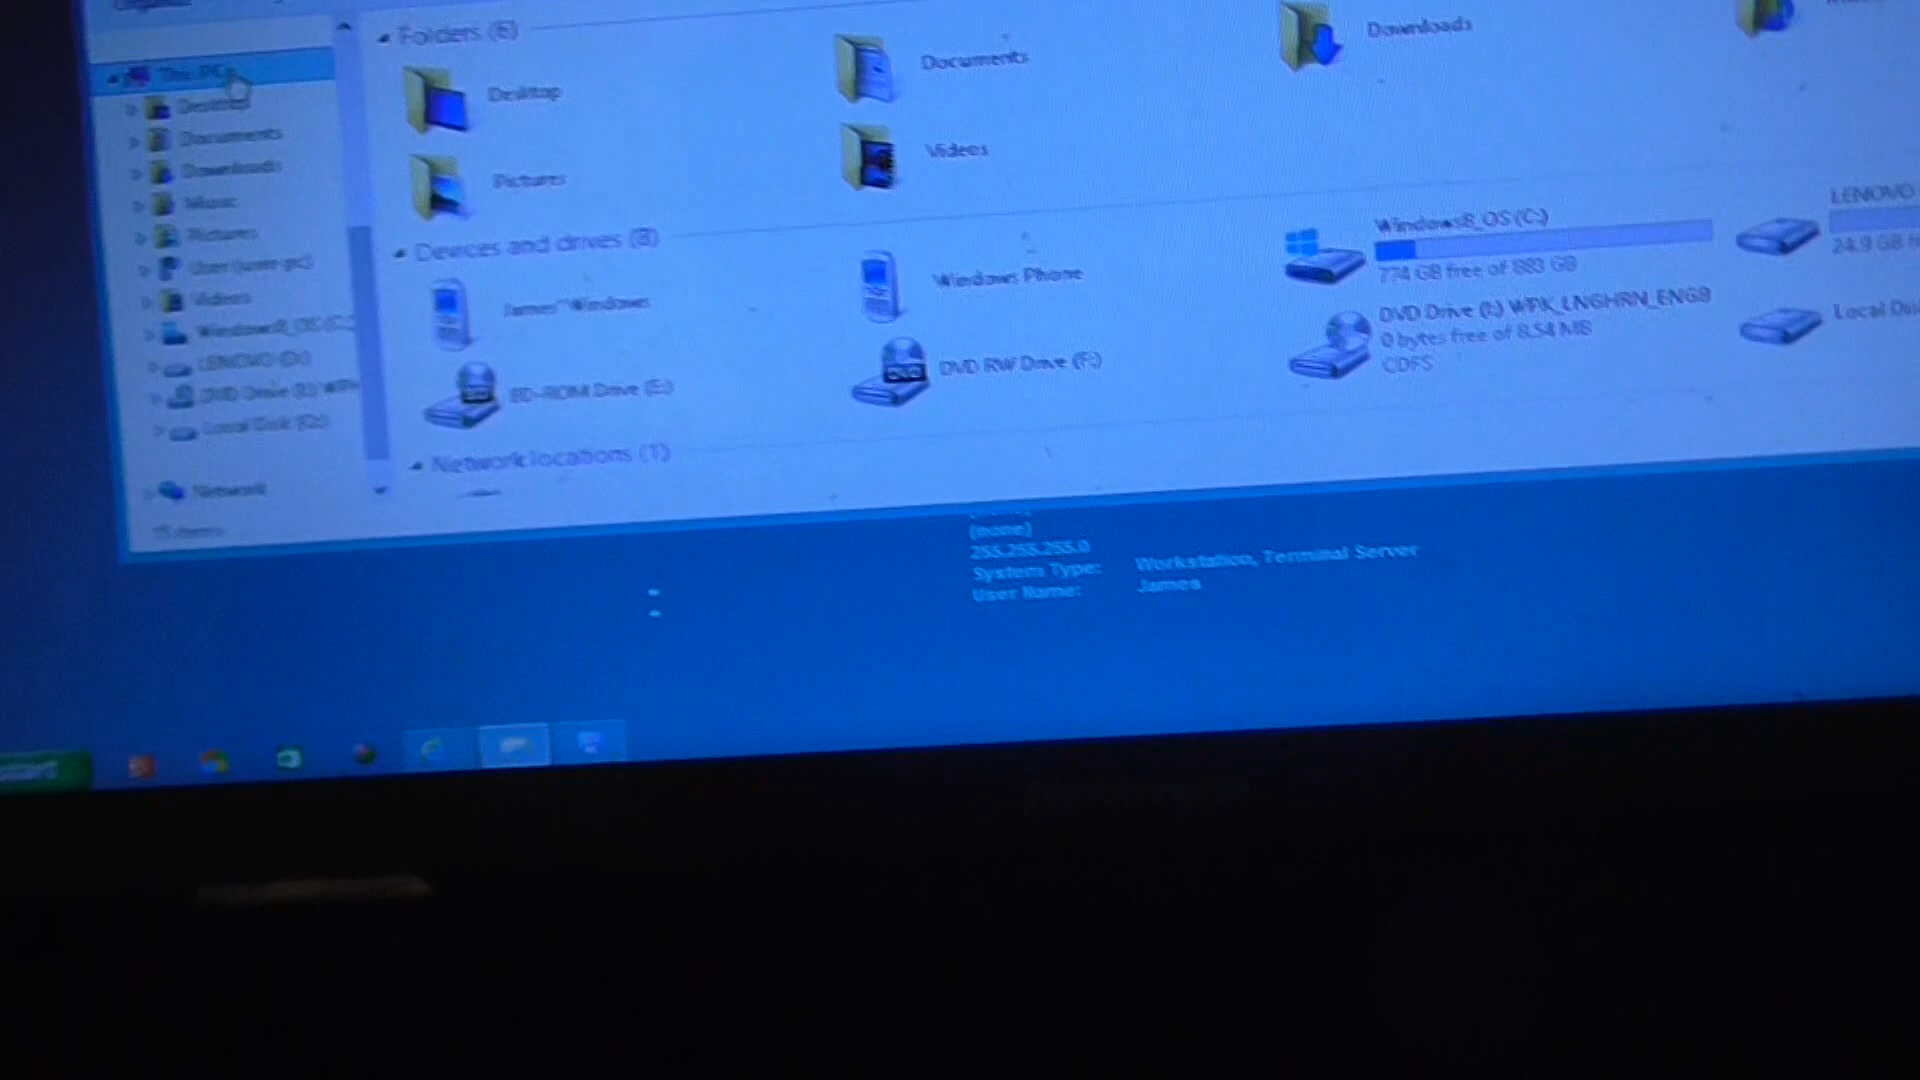 Folders (6)
Desktop
Documents
Downloads
Pictures
Videos
Devices and drives (8)
James' Windows
Windows Phone
Windows8_OS (C:)
774 GB free of 883 GB
LENOVO
24.9 GB f
BD-ROM Drive (E:)
DVD RW Drive (F:)
DVD Drive (I:) WPK_LNGHRN_ENG8
0 bytes free of 8.54 MB
CDFS
Local Dis
Network locations (1)
This PC
Desktop
Documents
Downloads
Music
Pictures
User (user-pc)
Videos
Windows8_OS (C:
LENOVO (D:)
DVD Drive (I:) WPK
Local Disk (Q:)
Network
15 items
(none)
255.255.255.0
System Type: Workstation, Terminal Server
User Name: James